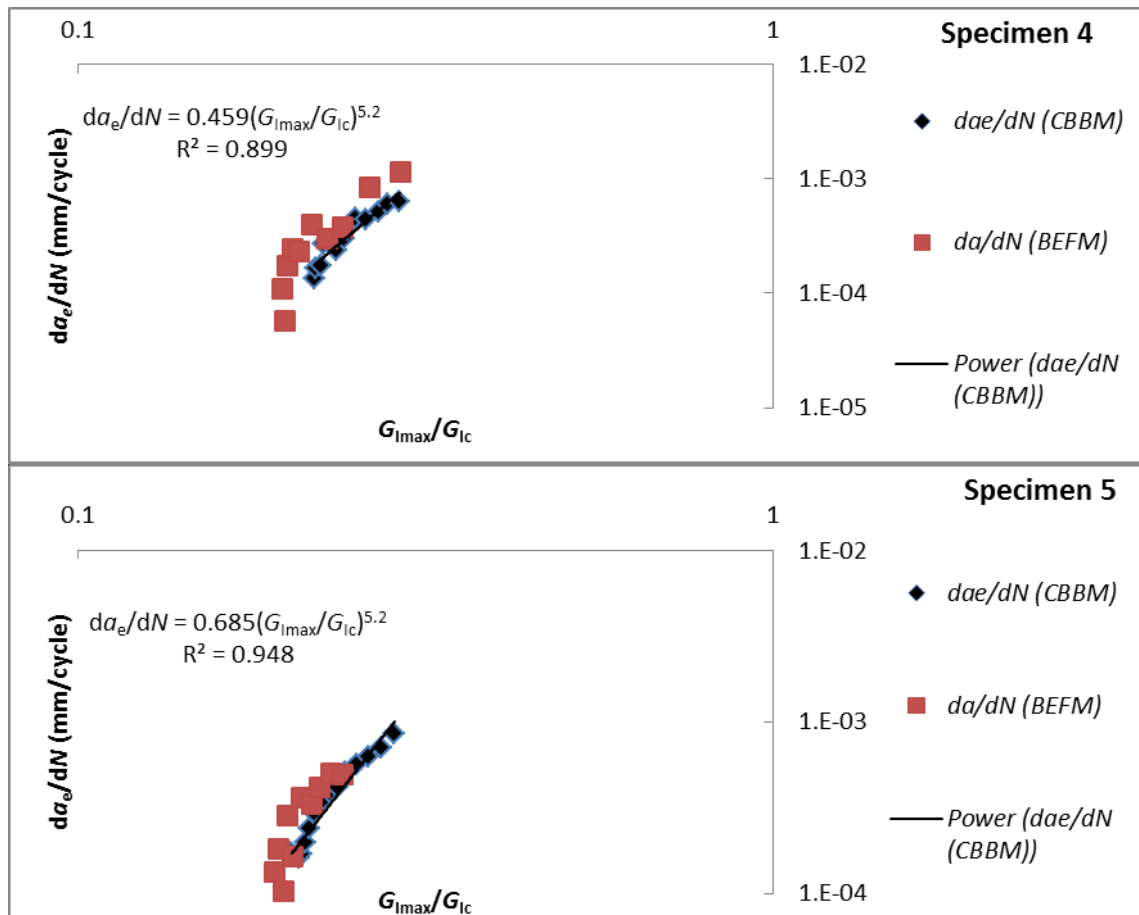 0.1
1
Specimen 4
1.E-02
1.E-03
1.E-04
1.E-05
dae/dN (mm/cycle)
dae/dN = 0.459(GImax/GIc)5.2
R² = 0.899
GImax/GIc
dae/dN (CBBM)
da/dN (BEFM)
Power (dae/dN
(CBBM))
0.1
1
Specimen 5
1.E-02
1.E-03
1.E-04
dae/dN (mm/cycle)
dae/dN = 0.685(GImax/GIc)5.2
R² = 0.948
GImax/GIc
dae/dN (CBBM)
da/dN (BEFM)
Power (dae/dN
(CBBM))